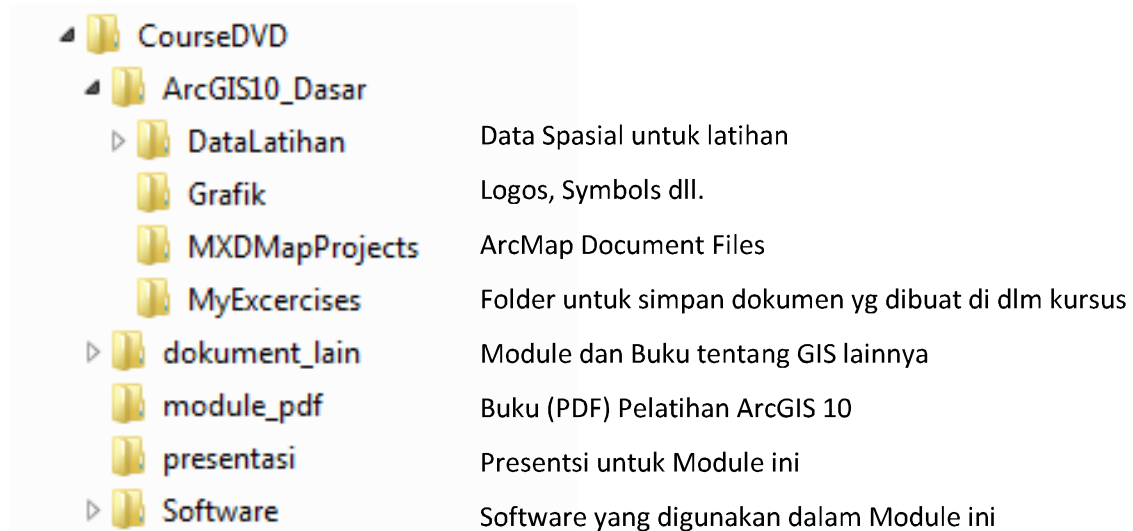 CourseDVD
ArcGIS10_Dasar
DataLatihan Data Spasial untuk latihan
Grafik Logos, Symbols dll.
MXDMapProjects ArcMap Document Files
MyExcercises Folder untuk simpan dokumen yg dibuat di dlm kursus
dokument_lain Module dan Buku tentang GIS lainnya
module_pdf Buku (PDF) Pelatihan ArcGIS 10
presentasi Presentsi untuk Module ini
Software Software yang digunakan dalam Module ini